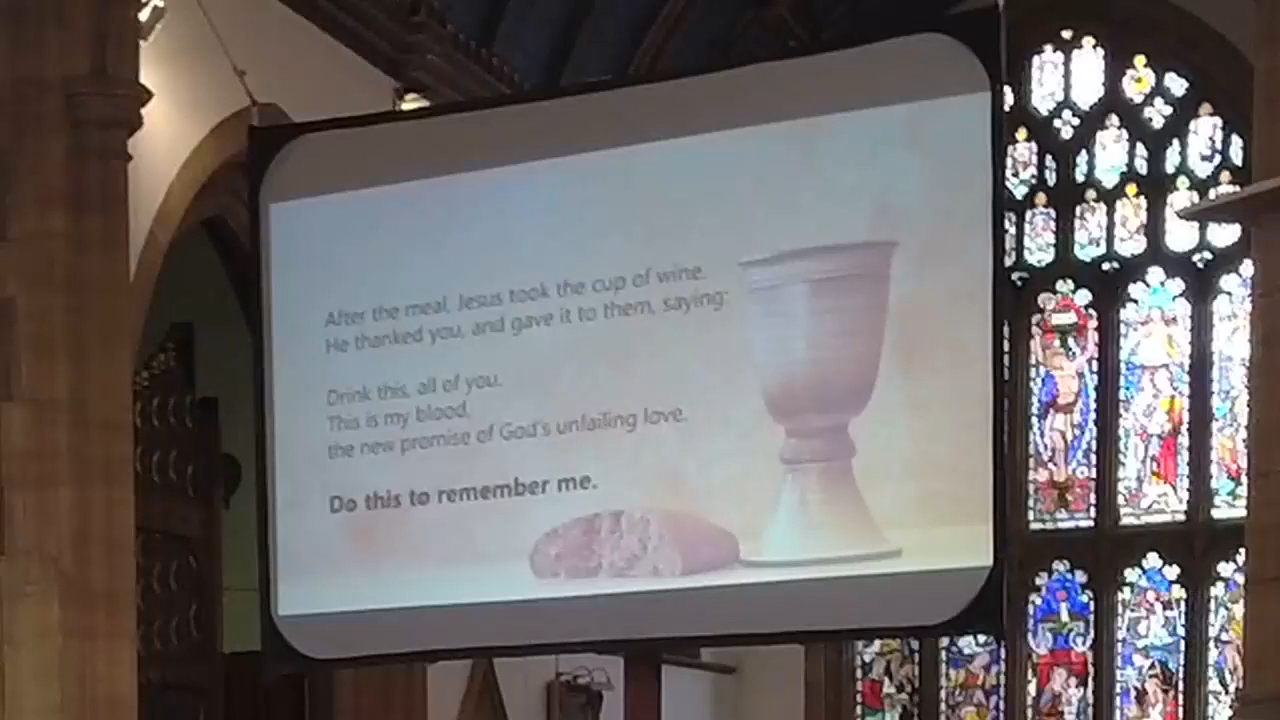 After the meal, Jesus took the cup of wine.
He thanked you, and gave it to them, saying:
Drink this, all of you.
This is my blood,
the new promise of God's unfailing love.
Do this to remember me.